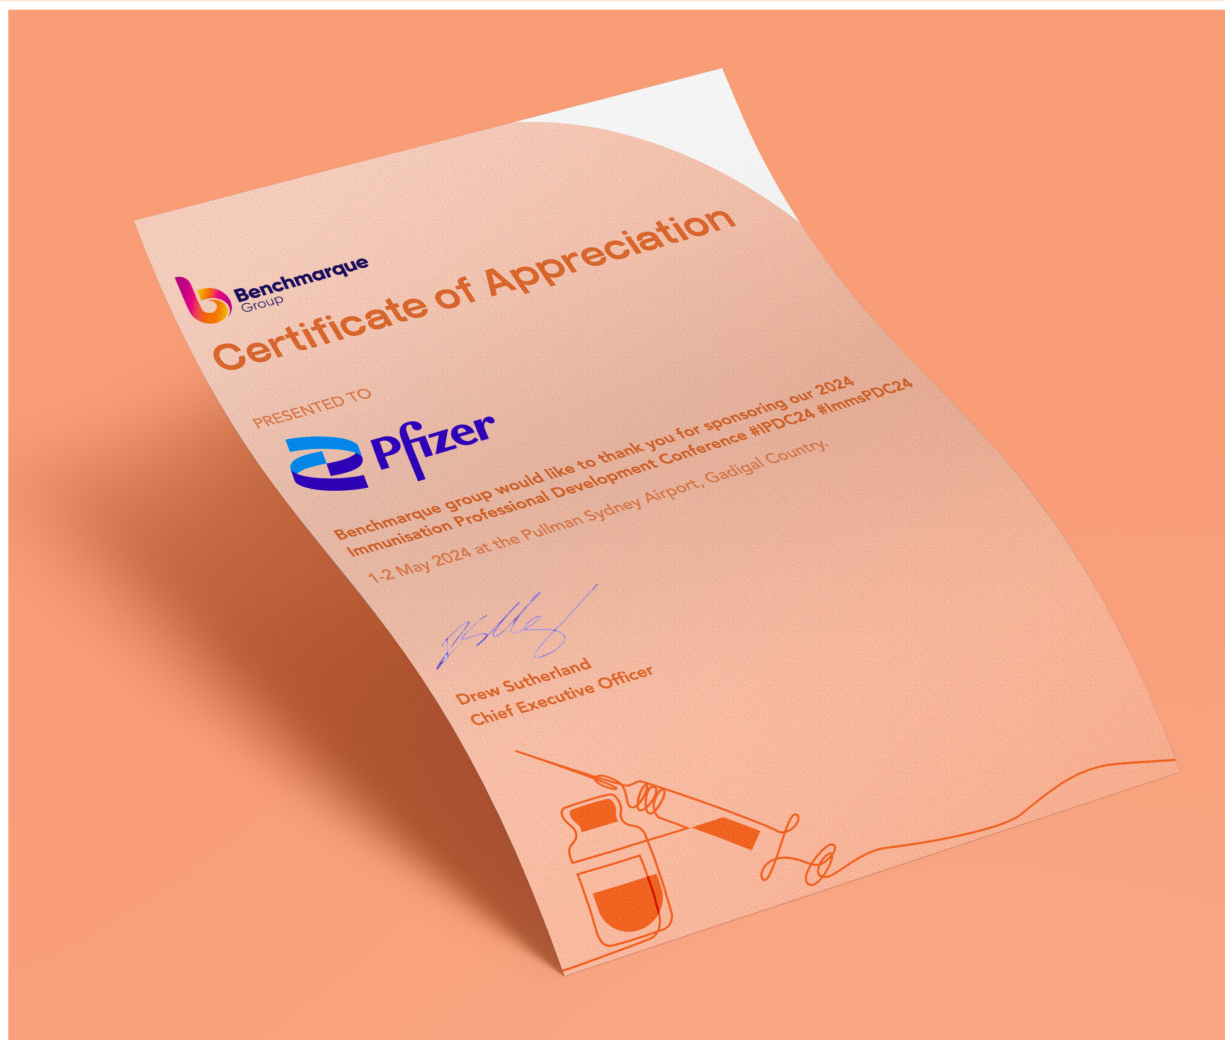 Benchmarque
Group
Certificate of Appreciation
PRESENTED TO
Pfizer
Benchmarque group would like to thank you for sponsoring our 2024
Immunisation Professional Development Conference #IPDC24 #ImmsPDC24
1-2 May 2024 at the Pullman Sydney Airport, Gadigal Country.
Drew Sutherland
Chief Executive Officer